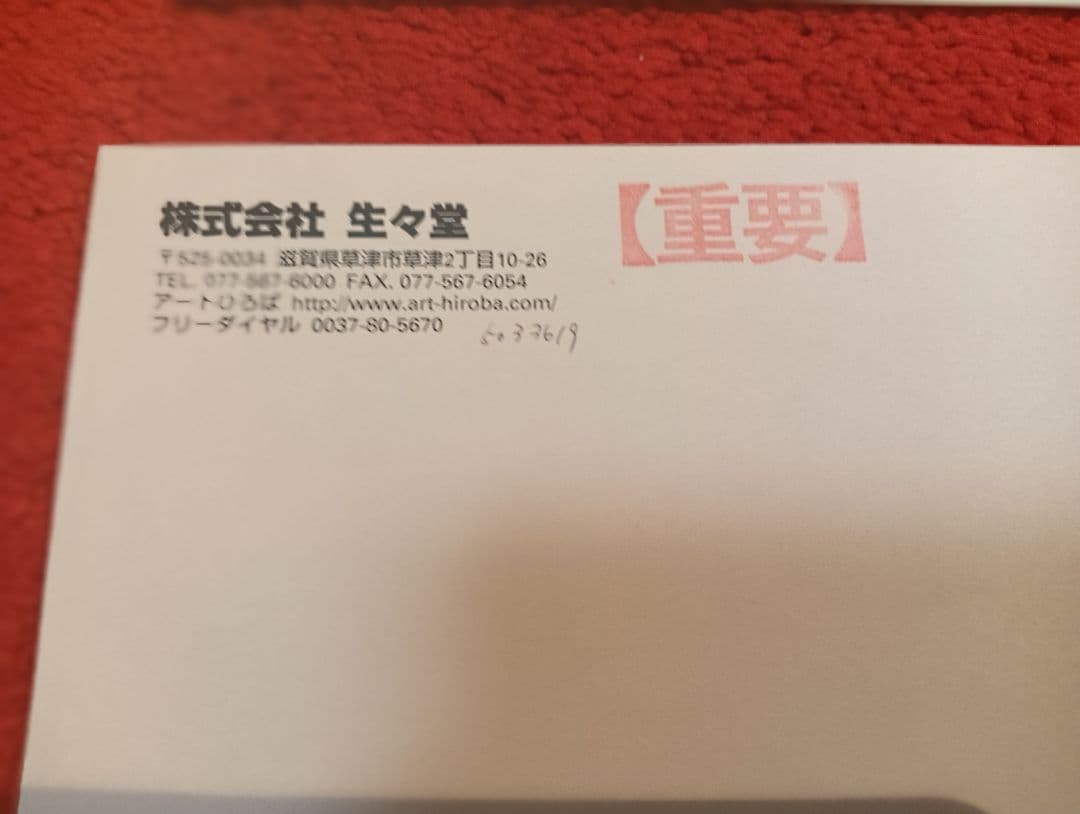 株式会社 生々堂
【重要】
〒525-0034 滋賀県草津市草津2丁目10-26
TEL. 077-567-6000 FAX. 077-567-6054
アートひろば http://www.art-hiroba.com/
フリーダイヤル 0037-80-5670